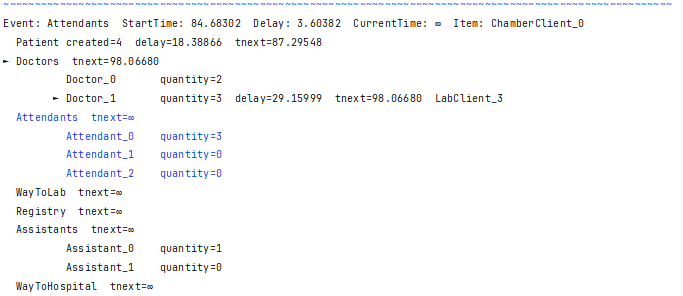 ~~~~~~~~~~~~~~~~~~~~~~~~~~~~~~~~~~~~~~~~~~~~~~~~~~~~~~~~~~~~~~~~~~~~~~~~~~~~~~~~~~~~~~~~~~~~~~~~~~~~~~~~~~~
Event: Attendants  StartTime: 84.68302  Delay: 3.60382  CurrentTime: ∞  Item: ChamberClient_0
Patient created=4  delay=18.38866  tnext=87.29548
► Doctors  tnext=98.06680
Doctor_0  quantity=2
► Doctor_1  quantity=3  delay=29.15999  tnext=98.06680  LabClient_3
Attendants  tnext=∞
Attendant_0  quantity=3
Attendant_1  quantity=0
Attendant_2  quantity=0
WayToLab  tnext=∞
Registry  tnext=∞
Assistants  tnext=∞
Assistant_0  quantity=1
Assistant_1  quantity=0
WayToHospital  tnext=∞